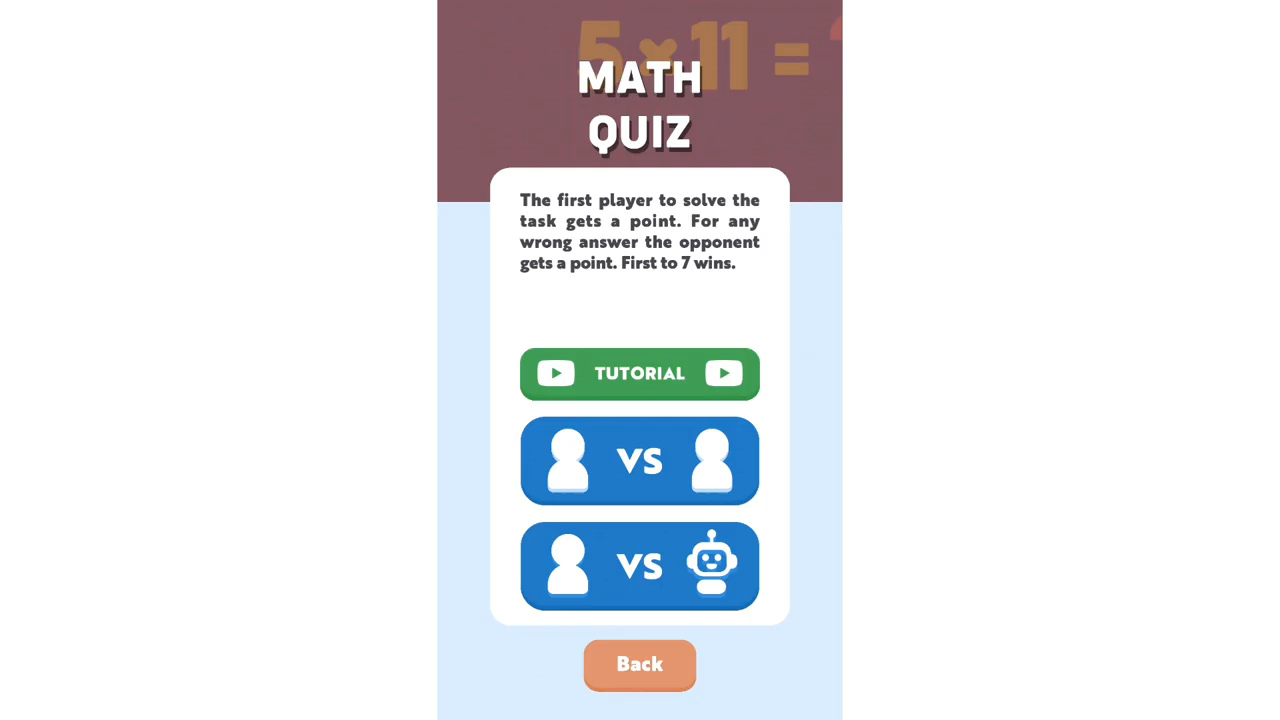 5×11 =
MATH
QUIZ
The first player to solve the
task gets a point. For any
wrong answer the opponent
gets a point. First to 7 wins.
TUTORIAL
VS
VS
Back